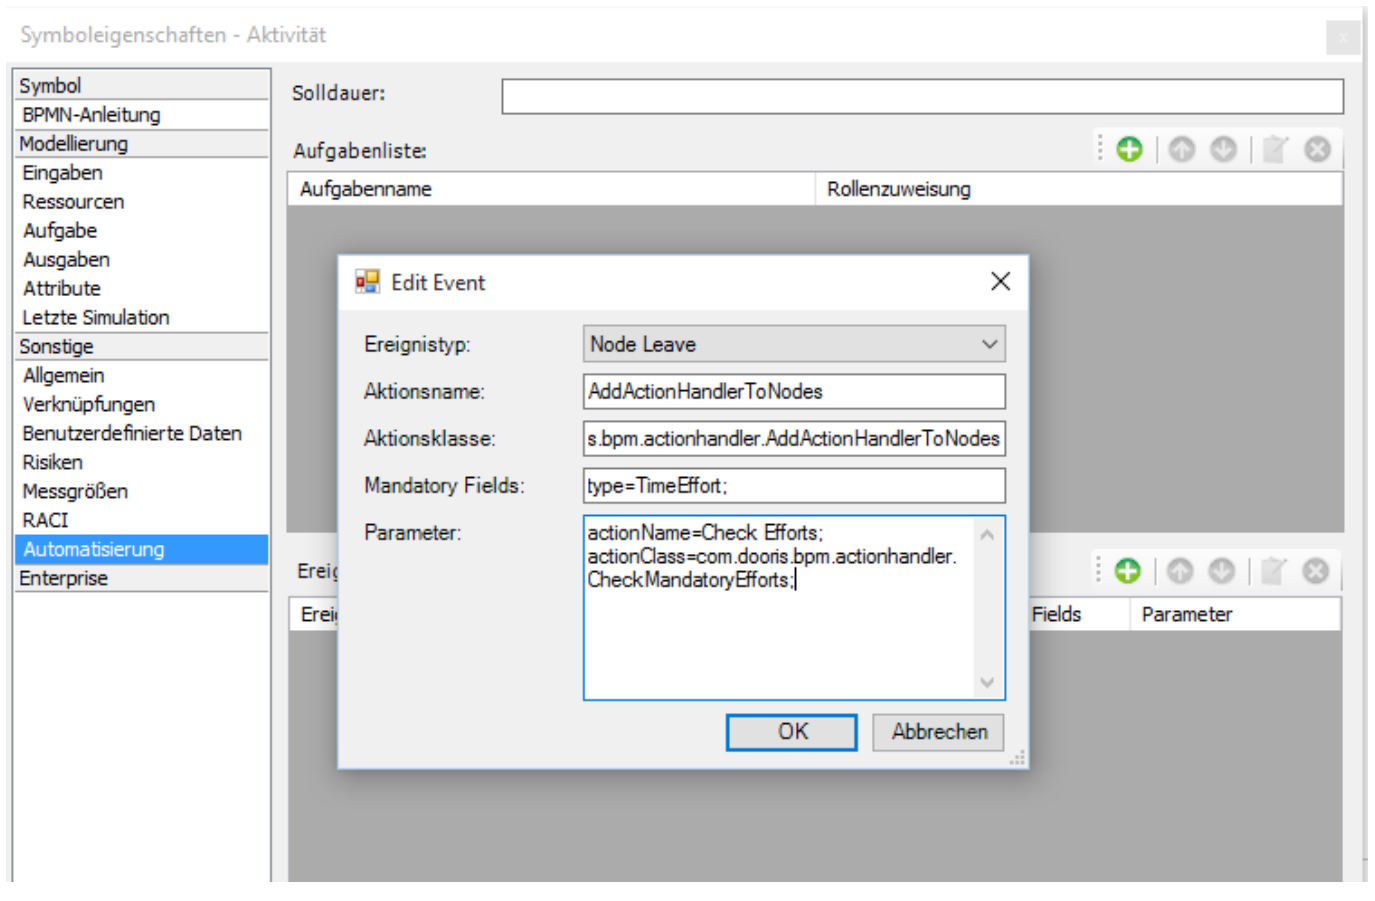 Symboleigenschaften - Aktivität
Symbol
BPMN-Anleitung
Modellierung
Eingaben
Ressourcen
Aufgabe
Ausgaben
Attribute
Letzte Simulation
Sonstige
Allgemein
Verknüpfungen
Benutzerdefinierte Daten
Risiken
Messgrößen
RACI
Automatisierung
Enterprise
Solldauer:
Aufgabenliste:
Aufgabenname Rollenzuweisung
Edit Event
Ereignistyp: Node Leave
Aktionsname: AddActionHandlerToNodes
Aktionsklasse: s.bpm.actionhandler.AddActionHandlerToNodes
Mandatory Fields: type=TimeEffort;
Parameter: actionName=Check Efforts;
actionClass=com.dooris.bpm.actionhandler.
CheckMandatoryEfforts;
OK Abbrechen
Fields Parameter